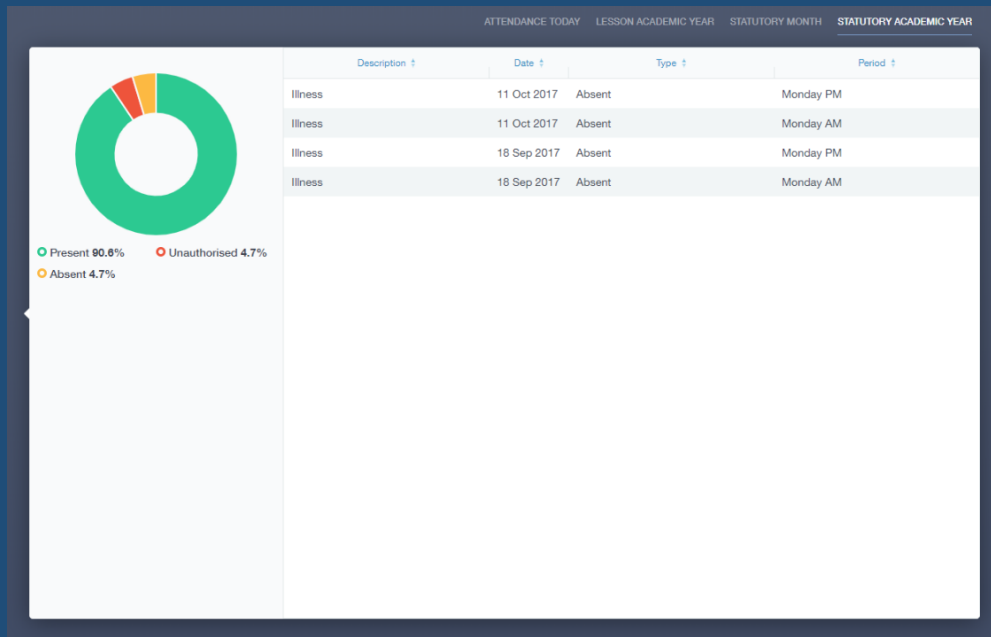 ATTENDANCE TODAY LESSON ACADEMIC YEAR STATUTORY MONTH STATUTORY ACADEMIC YEAR
Description Date Type Period
Illness 11 Oct 2017 Absent Monday PM
Illness 11 Oct 2017 Absent Monday AM
Illness 18 Sep 2017 Absent Monday PM
Illness 18 Sep 2017 Absent Monday AM
Present 90.6% Unauthorised 4.7%
Absent 4.7%